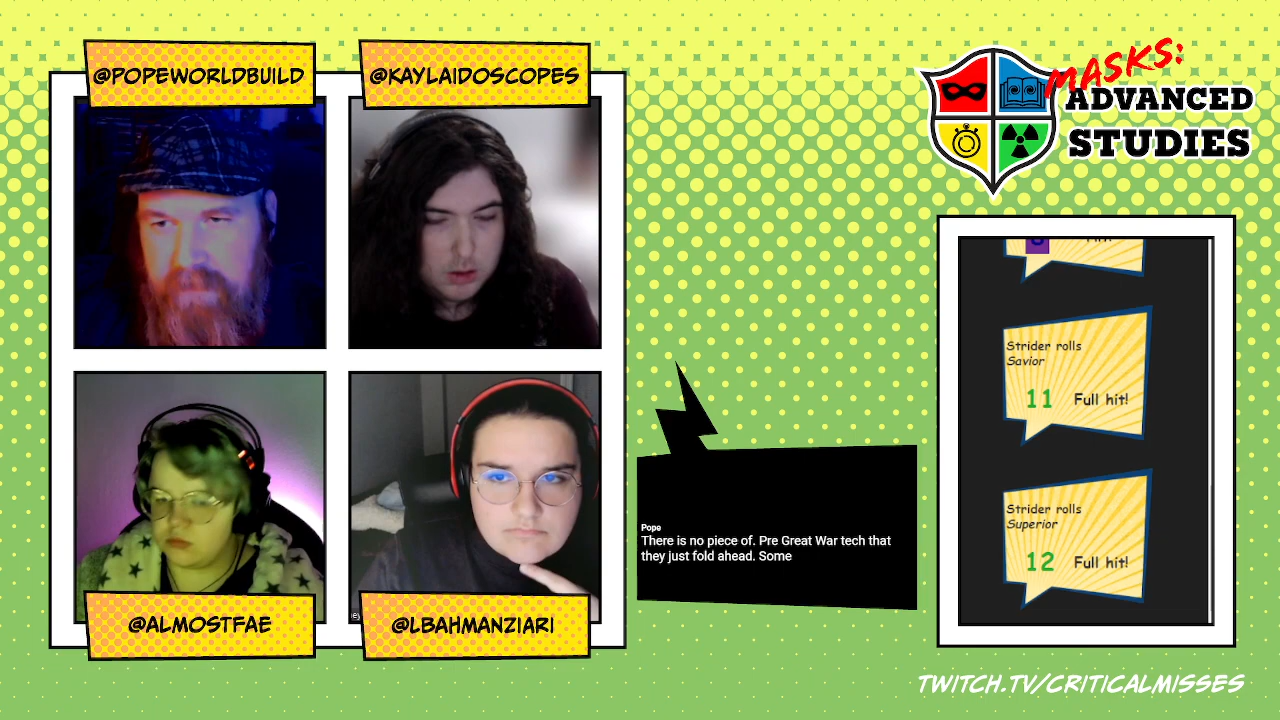 @POPEWORLDBUILD
@KAYLAIDOSCOPES
MASKS:
ADVANCED
STUDIES
Strider rolls
Savior
11 Full hit!
Strider rolls
Superior
12 Full hit!
Pope
There is no piece of. Pre Great War tech that
they just fold ahead. Some
@ALMOSTFAE
@LBAHMANZIARI
TWITCH.TV/CRITICALMISSES